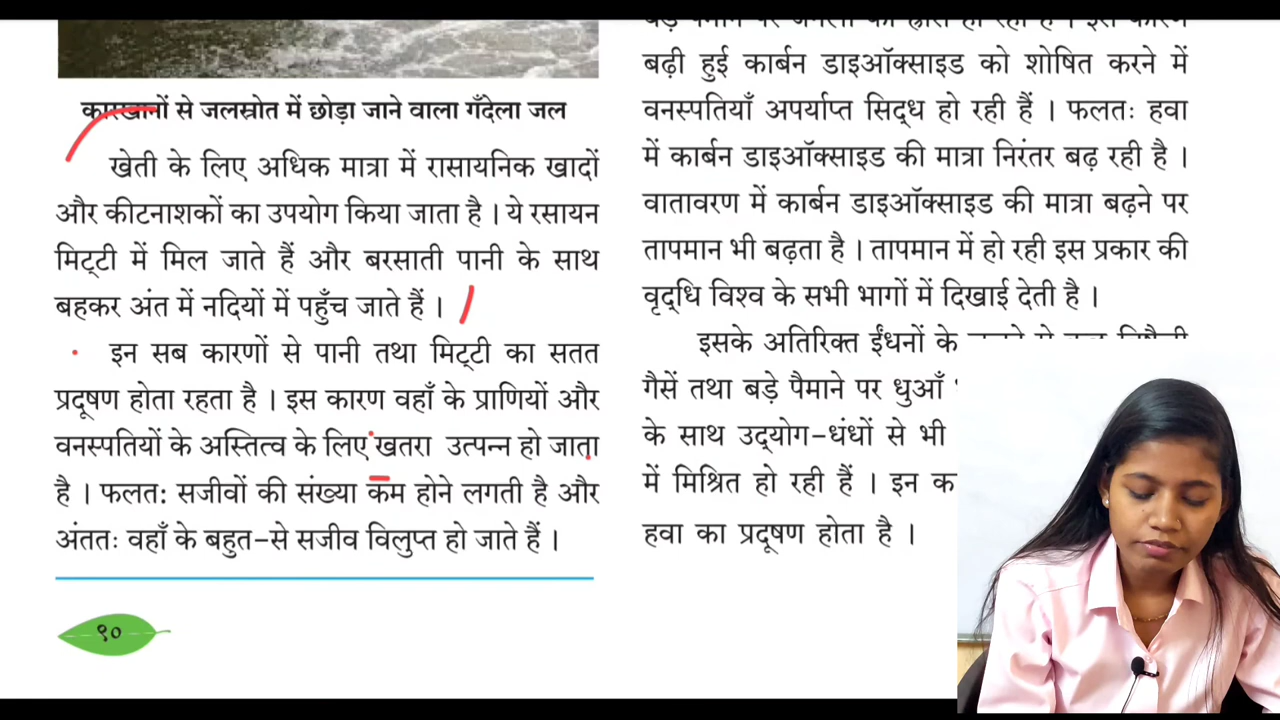 कारखानों से जलस्रोत में छोड़ा जाने वाला गँदेला जल
खेती के लिए अधिक मात्रा में रासायनिक खादों
और कीटनाशकों का उपयोग किया जाता है । ये रसायन
मिट्टी में मिल जाते हैं और बरसाती पानी के साथ
बहकर अंत में नदियों में पहुँच जाते हैं ।
इन सब कारणों से पानी तथा मिट्टी का सतत
प्रदूषण होता रहता है । इस कारण वहाँ के प्राणियों और
वनस्पतियों के अस्तित्व के लिए खतरा उत्पन्न हो जाता
है । फलत: सजीवों की संख्या कम होने लगती है और
अंततः वहाँ के बहुत-से सजीव विलुप्त हो जाते हैं ।
९०
बढ़ी हुई कार्बन डाइऑक्साइड को शोषित करने में
वनस्पतियाँ अपर्याप्त सिद्ध हो रही हैं । फलतः हवा
में कार्बन डाइऑक्साइड की मात्रा निरंतर बढ़ रही है ।
वातावरण में कार्बन डाइऑक्साइड की मात्रा बढ़ने पर
तापमान भी बढ़ता है । तापमान में हो रही इस प्रकार की
वृद्धि विश्व के सभी भागों में दिखाई देती है ।
इसके अतिरिक्त ईंधनों के
गैसें तथा बड़े पैमाने पर धुआँ
के साथ उद्योग-धंधों से भी
में मिश्रित हो रही हैं । इन
हवा का प्रदूषण होता है ।